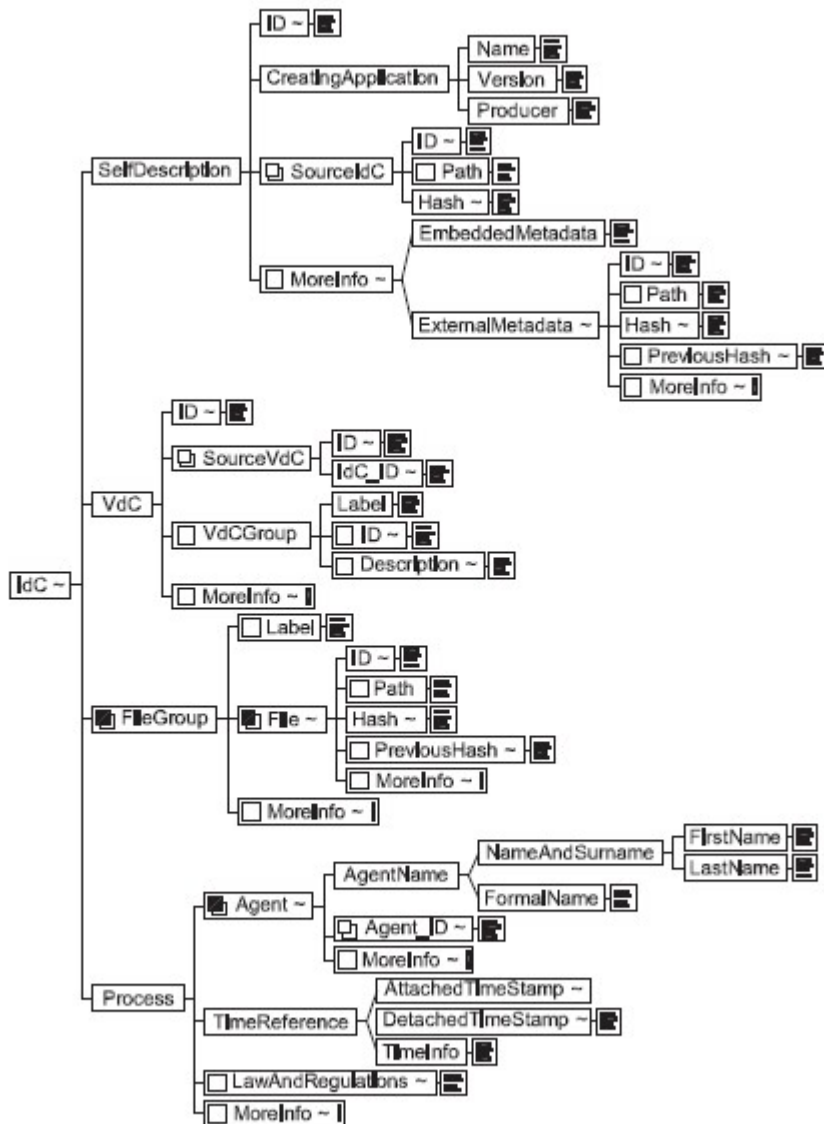 ID ~
Name
CreatingApplication
Version
Producer
ID ~
SelfDescription
SourceIdC
Path
Hash ~
EmbeddedMetadata
ID ~
MoreInfo ~
Path
ExternalMetadata ~
Hash ~
PreviousHash ~
MoreInfo ~
ID ~
ID ~
SourceVdC
IdC_ID ~
VdC
Label
VdCGroup
ID ~
Description ~
IdC ~
MoreInfo ~
Label
ID ~
Path
FileGroup
File ~
Hash ~
PreviousHash ~
MoreInfo ~
MoreInfo ~
FirstName
NameAndSurname
LastName
AgentName
Agent ~
FormalName
Agent_ID ~
MoreInfo ~
Process
AttachedTimeStamp ~
TimeReference
DetachedTimeStamp ~
TimeInfo
LawAndRegulations ~
MoreInfo ~